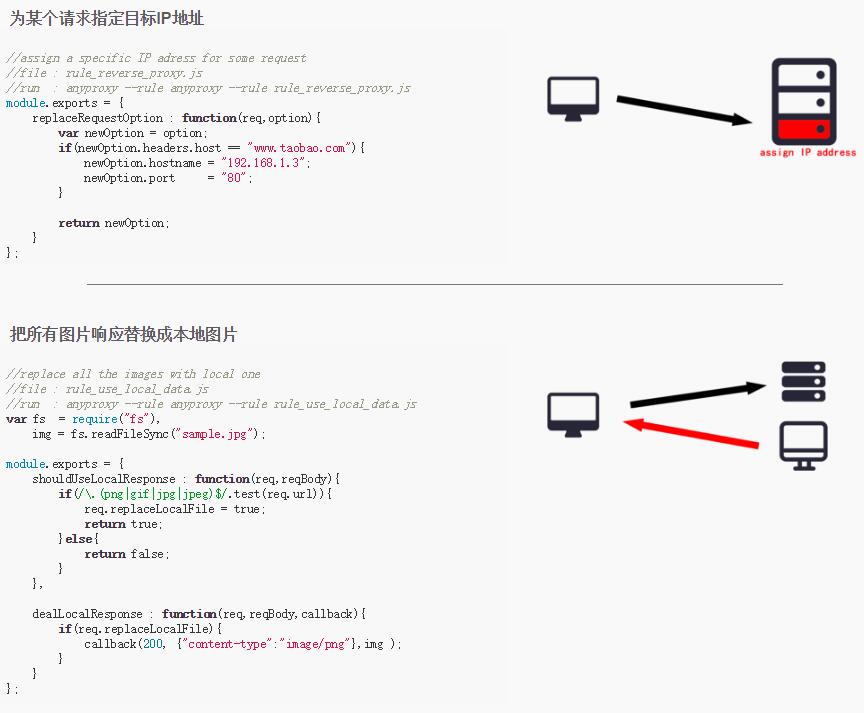 为某个请求指定目标IP地址
//assign a specific IP adress for some request
//file : rule_reverse_proxy.js
//run  : anyproxy --rule anyproxy --rule rule_reverse_proxy.js
module.exports = {
    replaceRequestOption : function(req,option){
        var newOption = option;
        if(newOption.headers.host == "www.taobao.com"){
            newOption.hostname = "192.168.1.3";
            newOption.port     = "80";
        }
        return newOption;
    }
};
assign IP address
把所有图片响应替换成本地图片
//replace all the images with local one
//file : rule_use_local_data.js
//run  : anyproxy --rule anyproxy --rule rule_use_local_data.js
var fs  = require("fs"),
    img = fs.readFileSync("sample.jpg");
module.exports = {
    shouldUseLocalResponse : function(req,reqBody){
        if(/\.(png|gif|jpg|jpeg)$/.test(req.url)){
            req.replaceLocalFile = true;
            return true;
        }else{
            return false;
        }
    },
    dealLocalResponse : function(req,reqBody,callback){
        if(req.replaceLocalFile){
            callback(200, {"content-type":"image/png"},img );
        }
    }
};